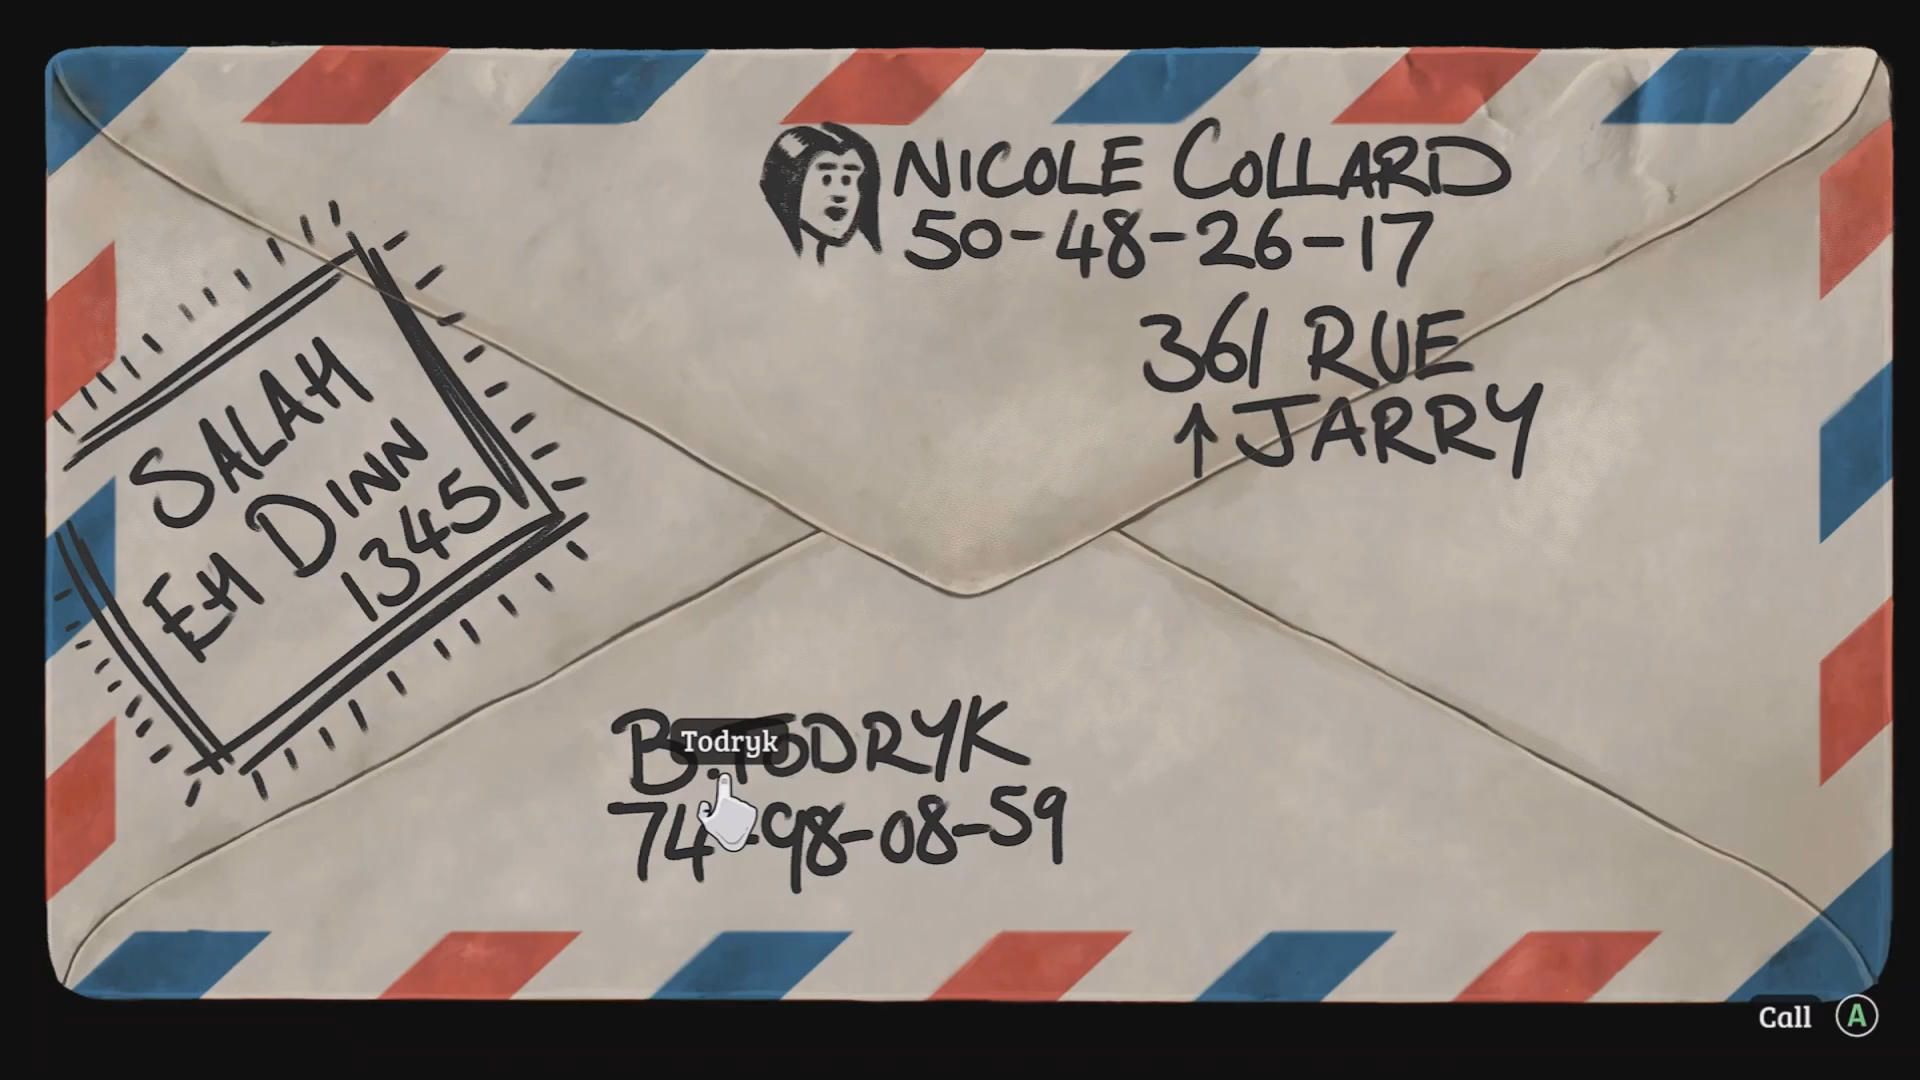 NICOLE COLLARD
50-48-26-17
361 RUE
↑ JARRY
SALAH
EH DINN
1345
B. TODRYK
Todryk
74-98-08-59
Call A